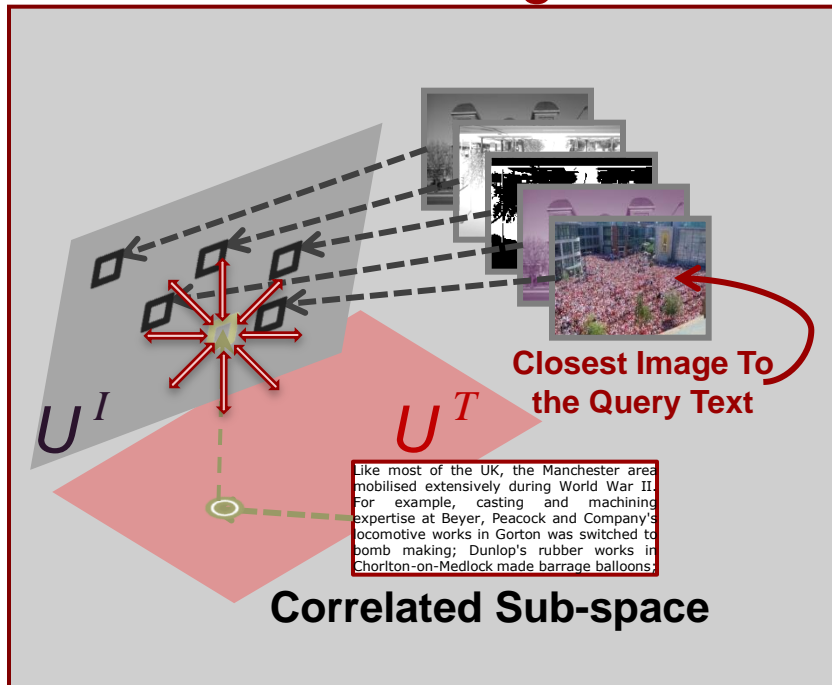 g
Closest Image To
the Query Text
U^I
U^T
Like most of the UK, the Manchester area
mobilised extensively during World War II.
For example, casting and machining
expertise at Beyer, Peacock and Company's
locomotive works in Gorton was switched to
bomb making; Dunlop's rubber works in
Chorlton-on-Medlock made barrage balloons;
Correlated Sub-space